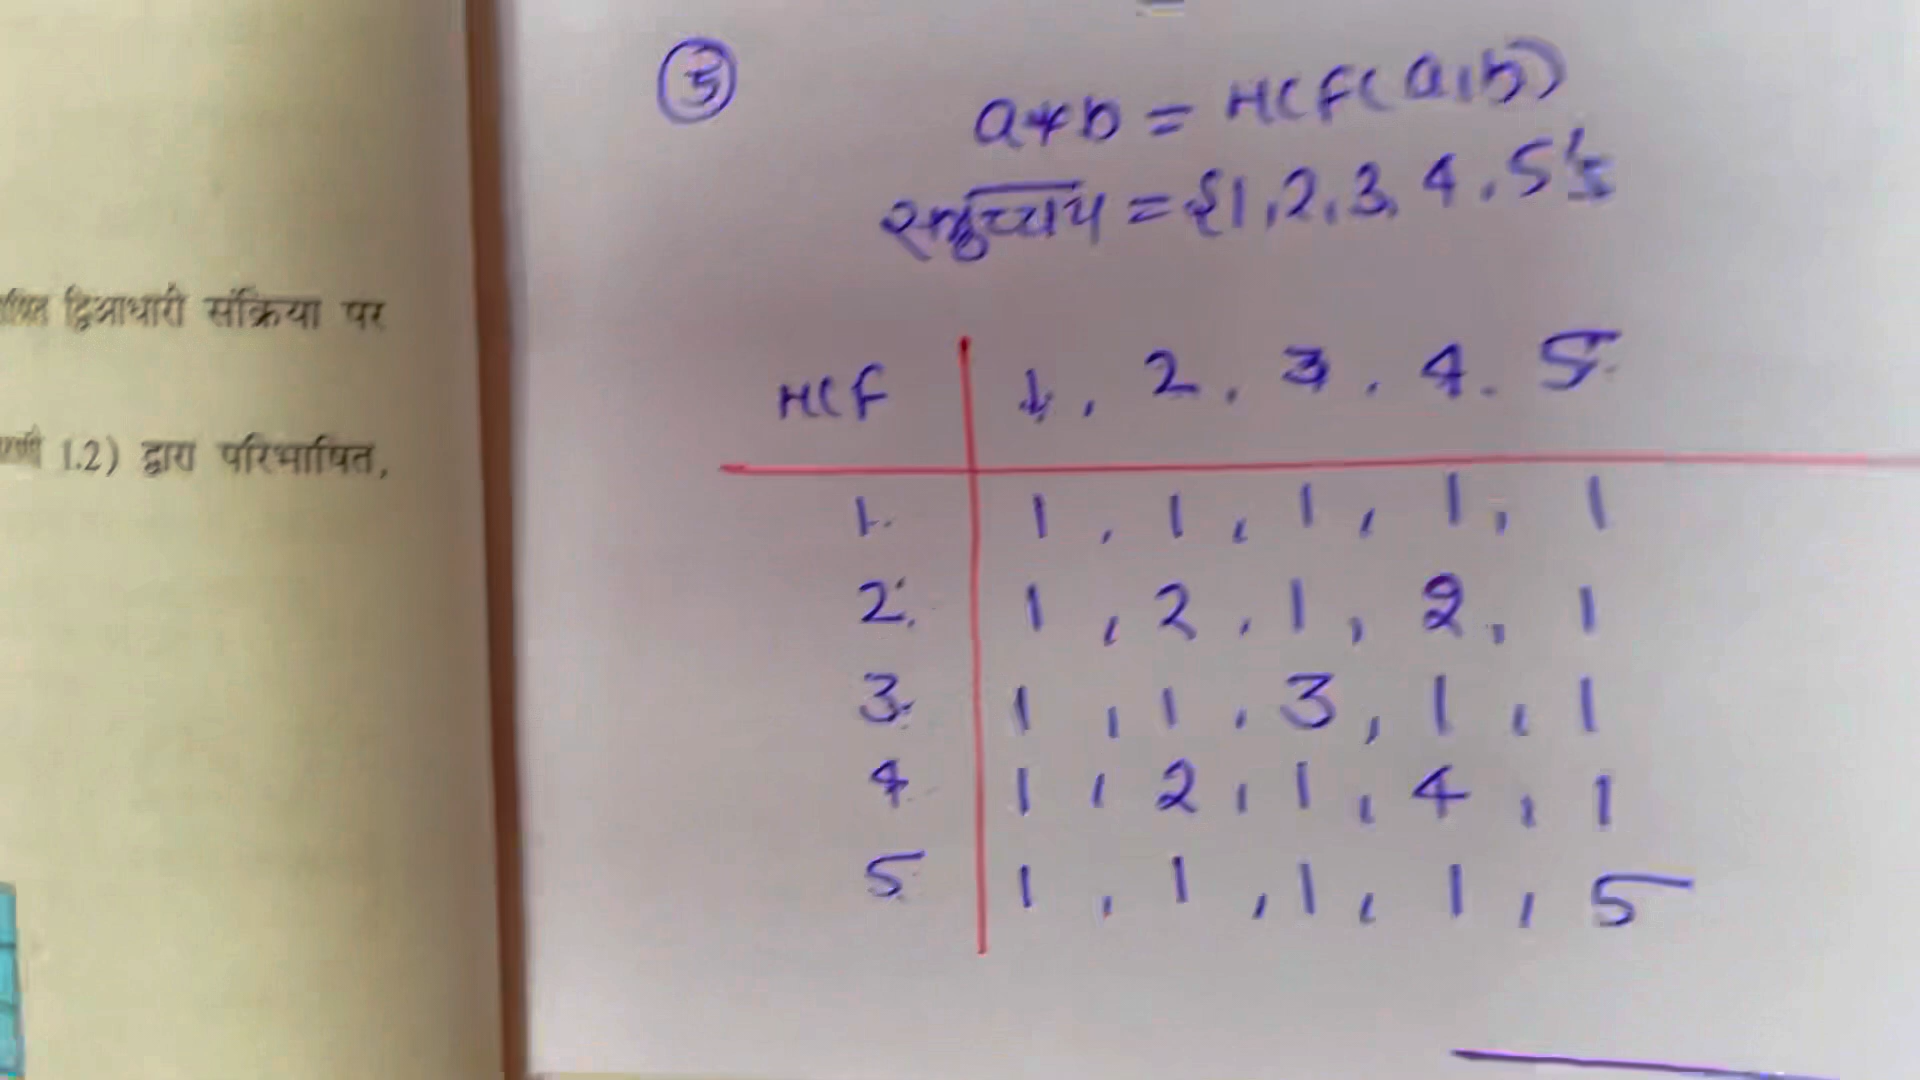 द्विआधारी संक्रिया पर
1.2) द्वारा परिभाषित,
5
a*b = HCF(a,b)
समुच्चय = {1,2,3,4,5}
HCF 1, 2, 3, 4, 5
1. 1, 1, 1, 1, 1
2. 1, 2, 1, 2, 1
3. 1, 1, 3, 1, 1
4. 1, 2, 1, 4, 1
5. 1, 1, 1, 1, 5